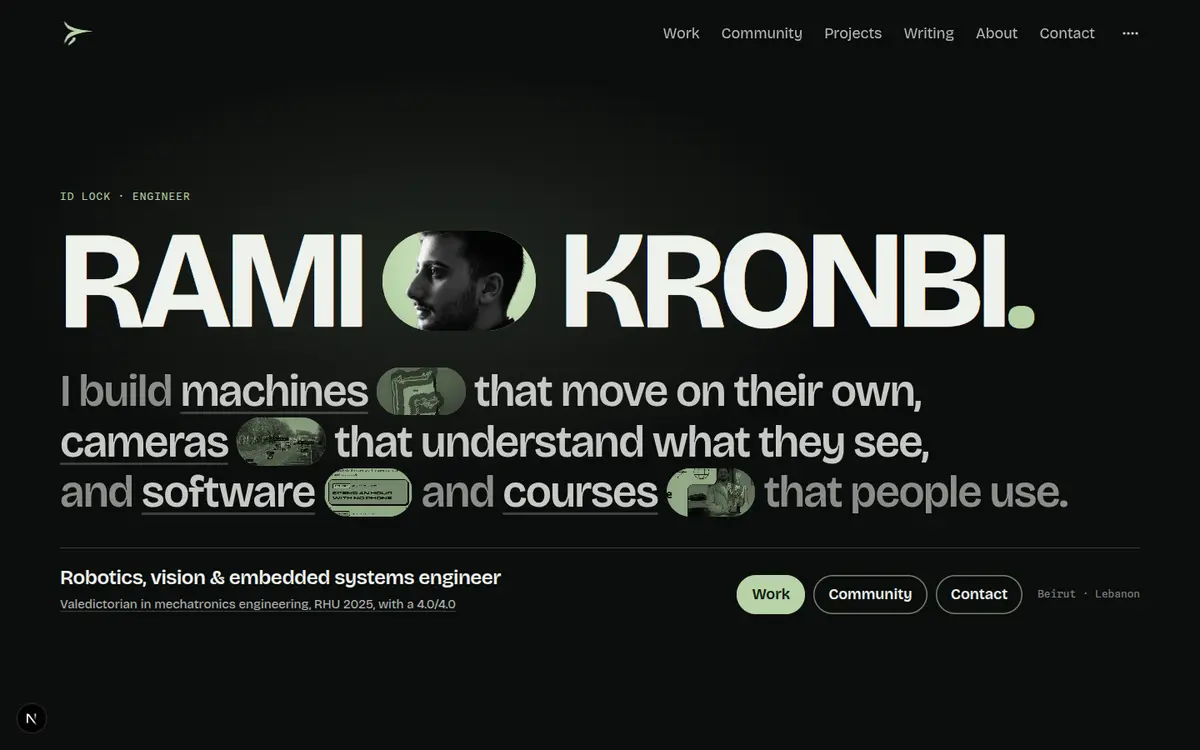 Work Community Projects Writing About Contact
ID LOCK · ENGINEER
RAMI KRONBI.
I build machines that move on their own,
cameras that understand what they see,
and software and courses that people use.
Robotics, vision & embedded systems engineer
Valedictorian in mechatronics engineering, RHU 2025, with a 4.0/4.0
Work Community Contact Beirut · Lebanon
N